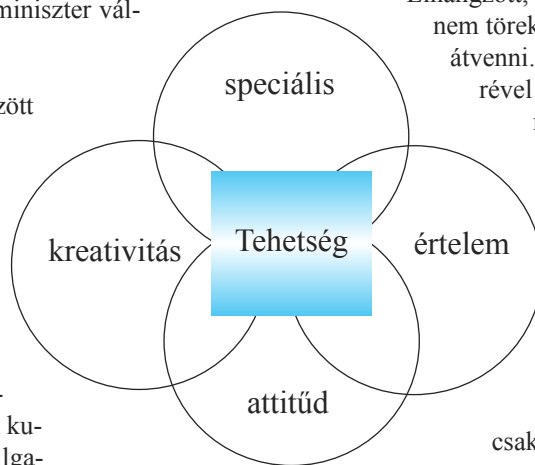 miniszter vál-
nem törek
átvenni.
speciális
rével
zött
kreativitás
Tehetség
értelem
attitűd
ku-
lga-
csak